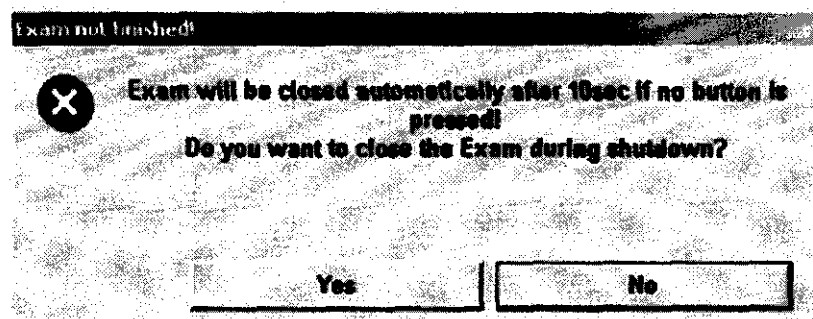 Exam not finished!
Exam will be closed automatically after 10sec if no button is
pressed!
Do you want to close the Exam during shutdown?
Yes
No